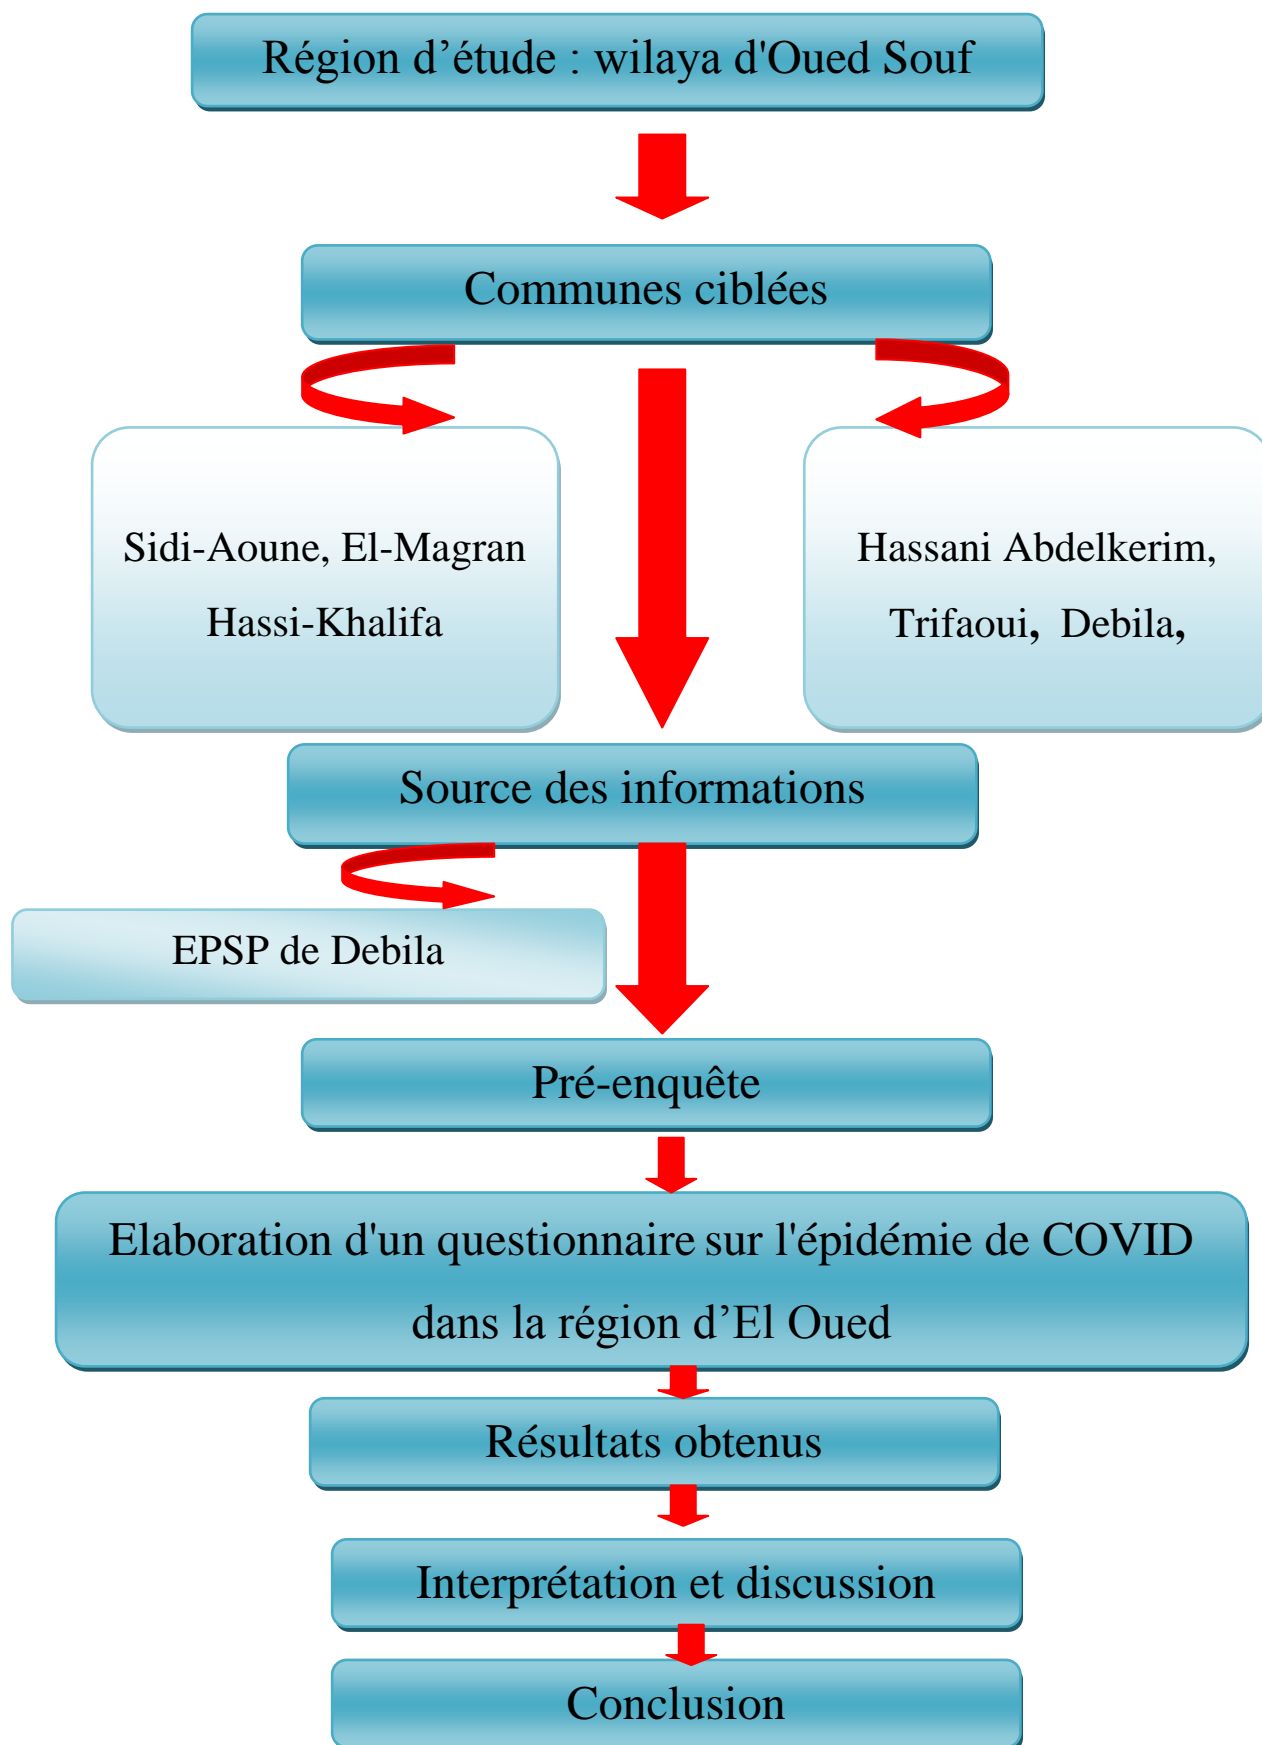 Région d’étude : wilaya d'Oued Souf
Communes ciblées
Sidi-Aoune, El-Magran
Hassi-Khalifa
Hassani Abdelkerim,
Trifaoui, Debila,
Source des informations
EPSP de Debila
Pré-enquête
Elaboration d'un questionnaire sur l'épidémie de COVID
dans la région d’El Oued
Résultats obtenus
Interprétation et discussion
Conclusion